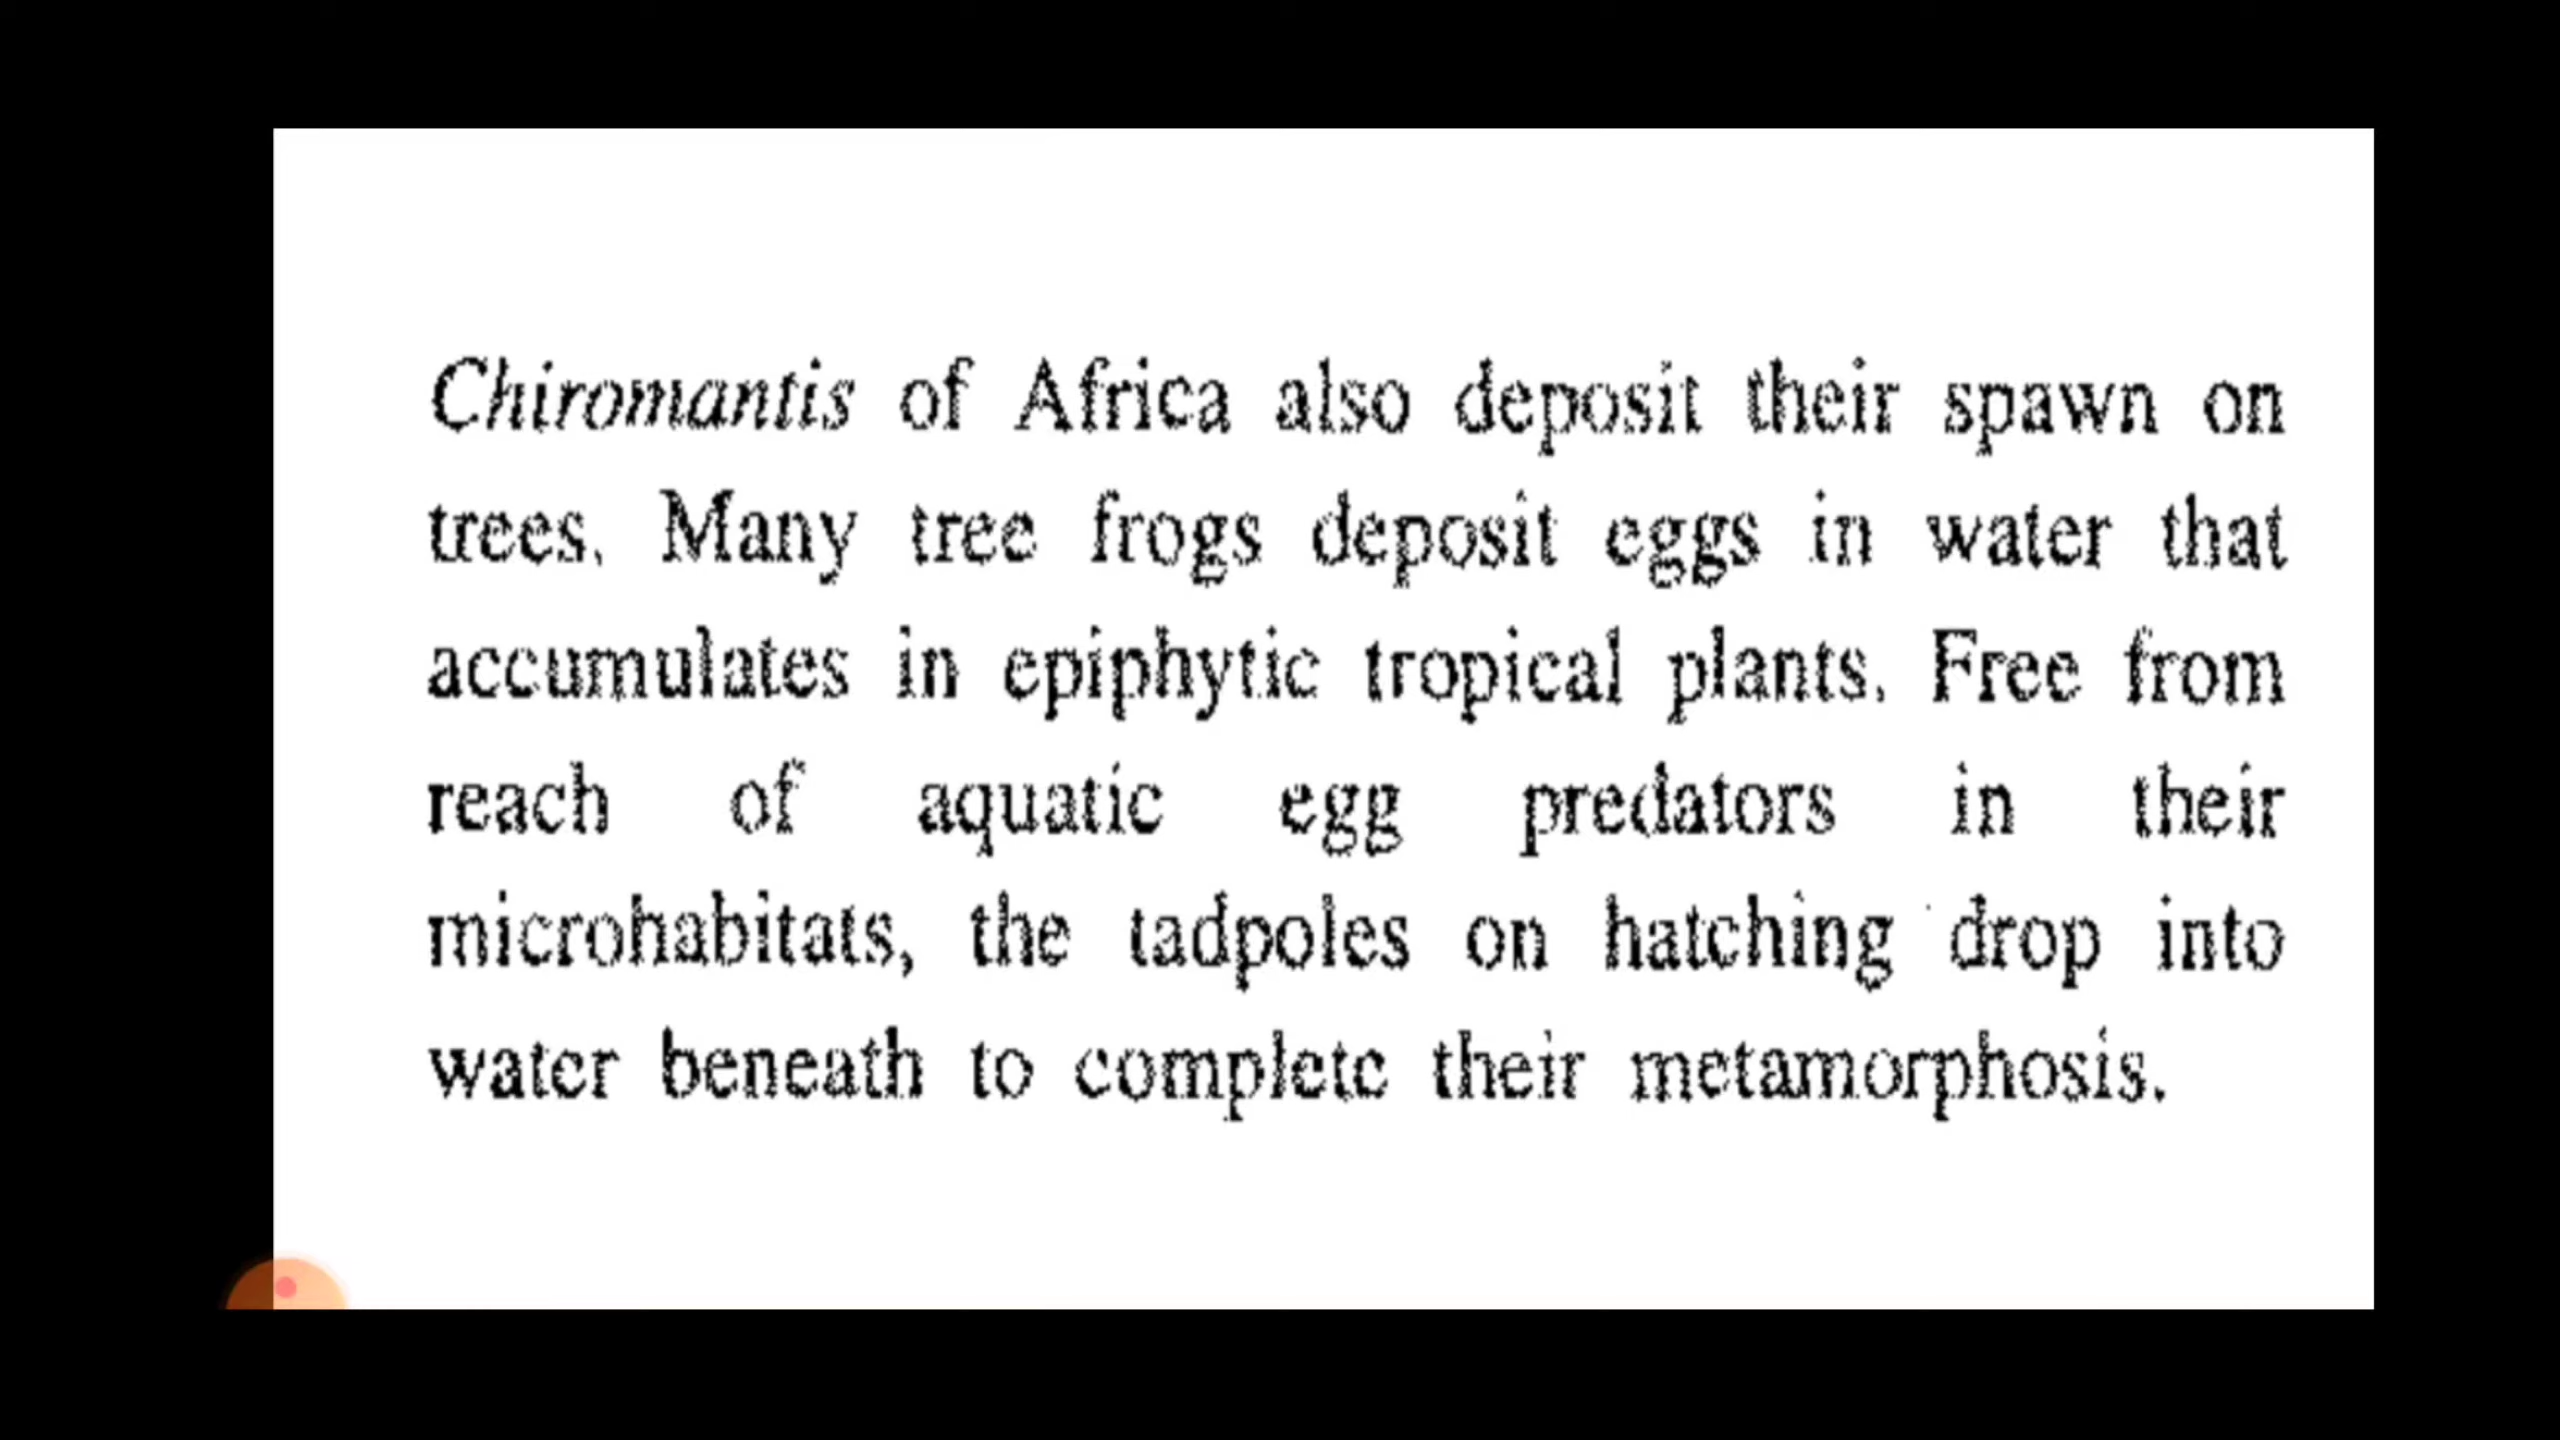 Chiromantis of Africa also deposit their spawn on
trees. Many tree frogs deposit eggs in water that
accumulates in epiphytic tropical plants. Free from
reach of aquatic egg predators in their
microhabitats, the tadpoles on hatching drop into
water beneath to complete their metamorphosis.